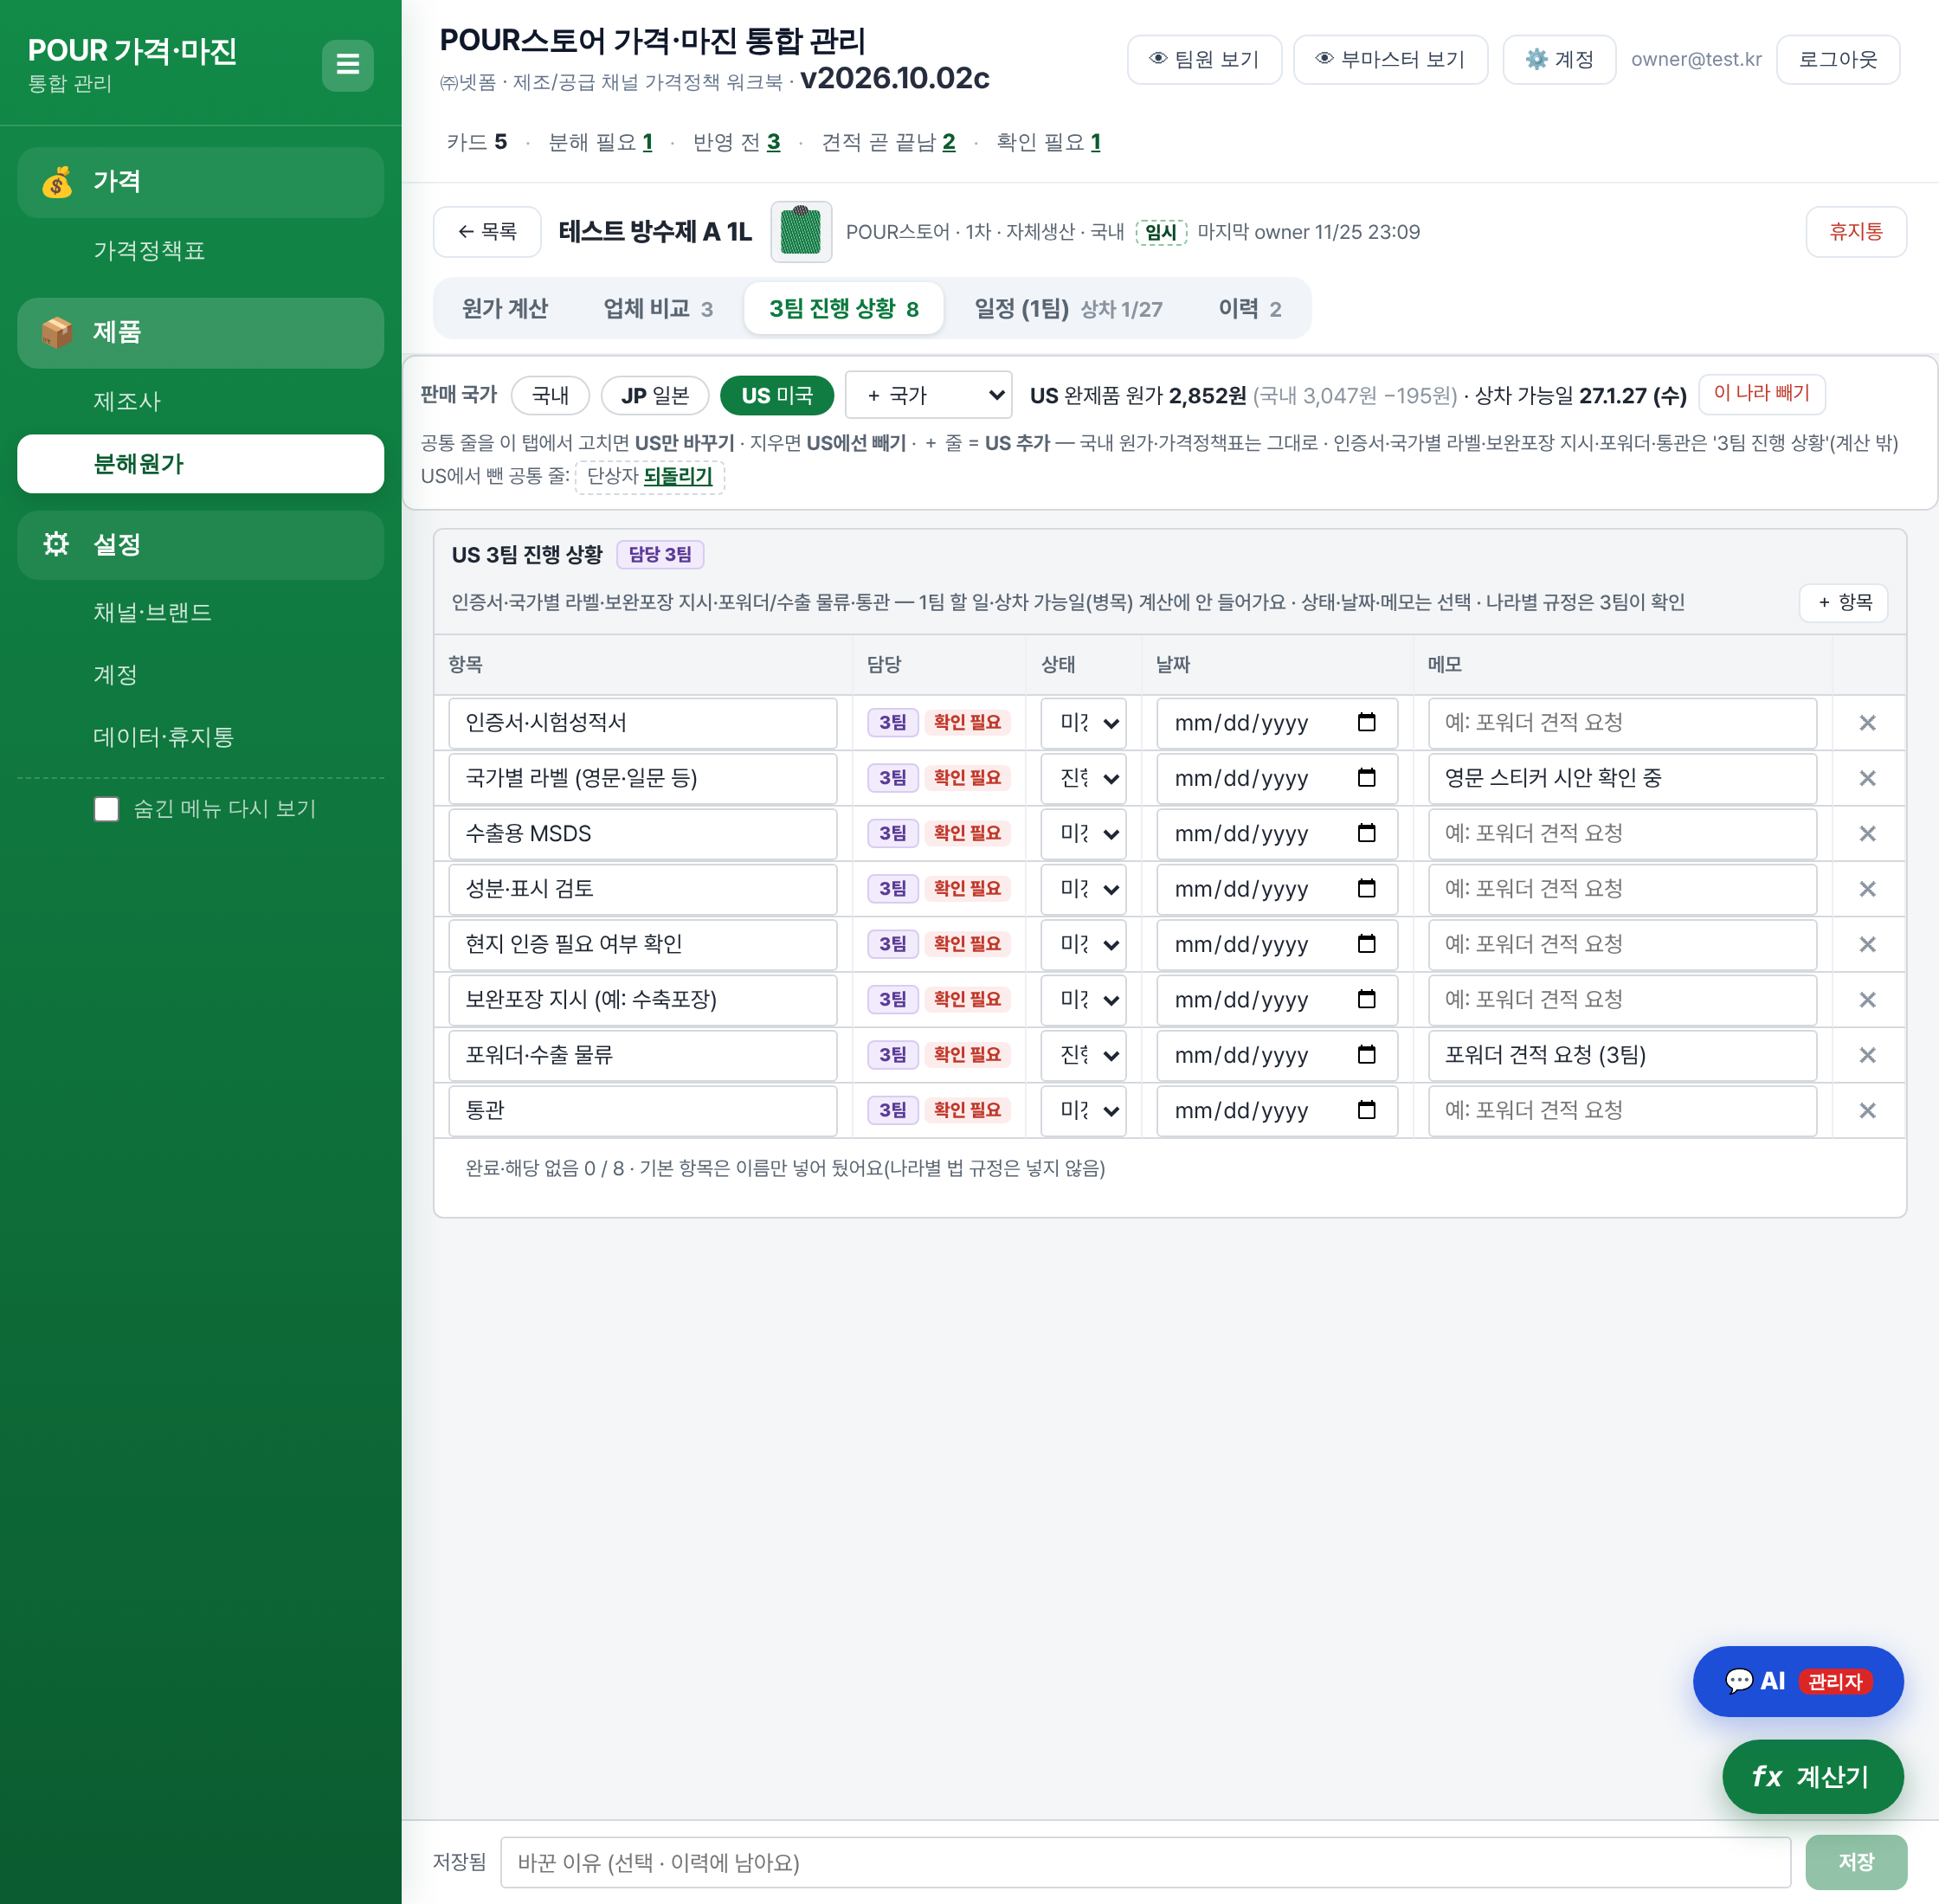 POUR 가격·마진
통합 관리
가격
가격정책표
제품
제조사
분해원가
설정
채널·브랜드
계정
데이터·휴지통
숨긴 메뉴 다시 보기
POUR스토어 가격·마진 통합 관리
㈜넷폼 · 제조/공급 채널 가격정책 워크북 · v2026.10.02c
팀원 보기
부마스터 보기
계정
owner@test.kr
로그아웃
카드 5 · 분해 필요 1 · 반영 전 3 · 견적 곧 끝남 2 · 확인 필요 1
← 목록
테스트 방수제 A 1L
POUR스토어 · 1차 · 자체생산 · 국내 임시 마지막 owner 11/25 23:09
휴지통
원가 계산
업체 비교 3
3팀 진행 상황 8
일정 (1팀) 상차 1/27
이력 2
판매 국가 국내 JP 일본 US 미국 + 국가 US 완제품 원가 2,852원 (국내 3,047원 −195원) · 상차 가능일 27.1.27 (수) 이 나라 빼기
공통 줄을 이 탭에서 고치면 US만 바꾸기 · 지우면 US에선 빼기 · + 줄 = US 추가 — 국내 원가·가격정책표는 그대로 · 인증서·국가별 라벨·보완포장 지시·포워더·통관은 '3팀 진행 상황'(계산 밖)
US에서 뺀 공통 줄: 단상자 되돌리기
US 3팀 진행 상황 담당 3팀
인증서·국가별 라벨·보완포장 지시·포워더/수출 물류·통관 — 1팀 할 일·상차 가능일(병목) 계산에 안 들어가요 · 상태·날짜·메모는 선택 · 나라별 규정은 3팀이 확인
+ 항목
항목 담당 상태 날짜 메모
인증서·시험성적서 3팀 확인 필요 mm/dd/yyyy 예: 포워더 견적 요청 ✕
국가별 라벨 (영문·일문 등) 3팀 확인 필요 mm/dd/yyyy 영문 스티커 시안 확인 중 ✕
수출용 MSDS 3팀 확인 필요 mm/dd/yyyy 예: 포워더 견적 요청 ✕
성분·표시 검토 3팀 확인 필요 mm/dd/yyyy 예: 포워더 견적 요청 ✕
현지 인증 필요 여부 확인 3팀 확인 필요 mm/dd/yyyy 예: 포워더 견적 요청 ✕
보완포장 지시 (예: 수축포장) 3팀 확인 필요 mm/dd/yyyy 예: 포워더 견적 요청 ✕
포워더·수출 물류 3팀 확인 필요 mm/dd/yyyy 포워더 견적 요청 (3팀) ✕
통관 3팀 확인 필요 mm/dd/yyyy 예: 포워더 견적 요청 ✕
완료·해당 없음 0 / 8 · 기본 항목은 이름만 넣어 뒀어요(나라별 법 규정은 넣지 않음)
AI 관리자
fx 계산기
저장됨
바꾼 이유 (선택 · 이력에 남아요)
저장